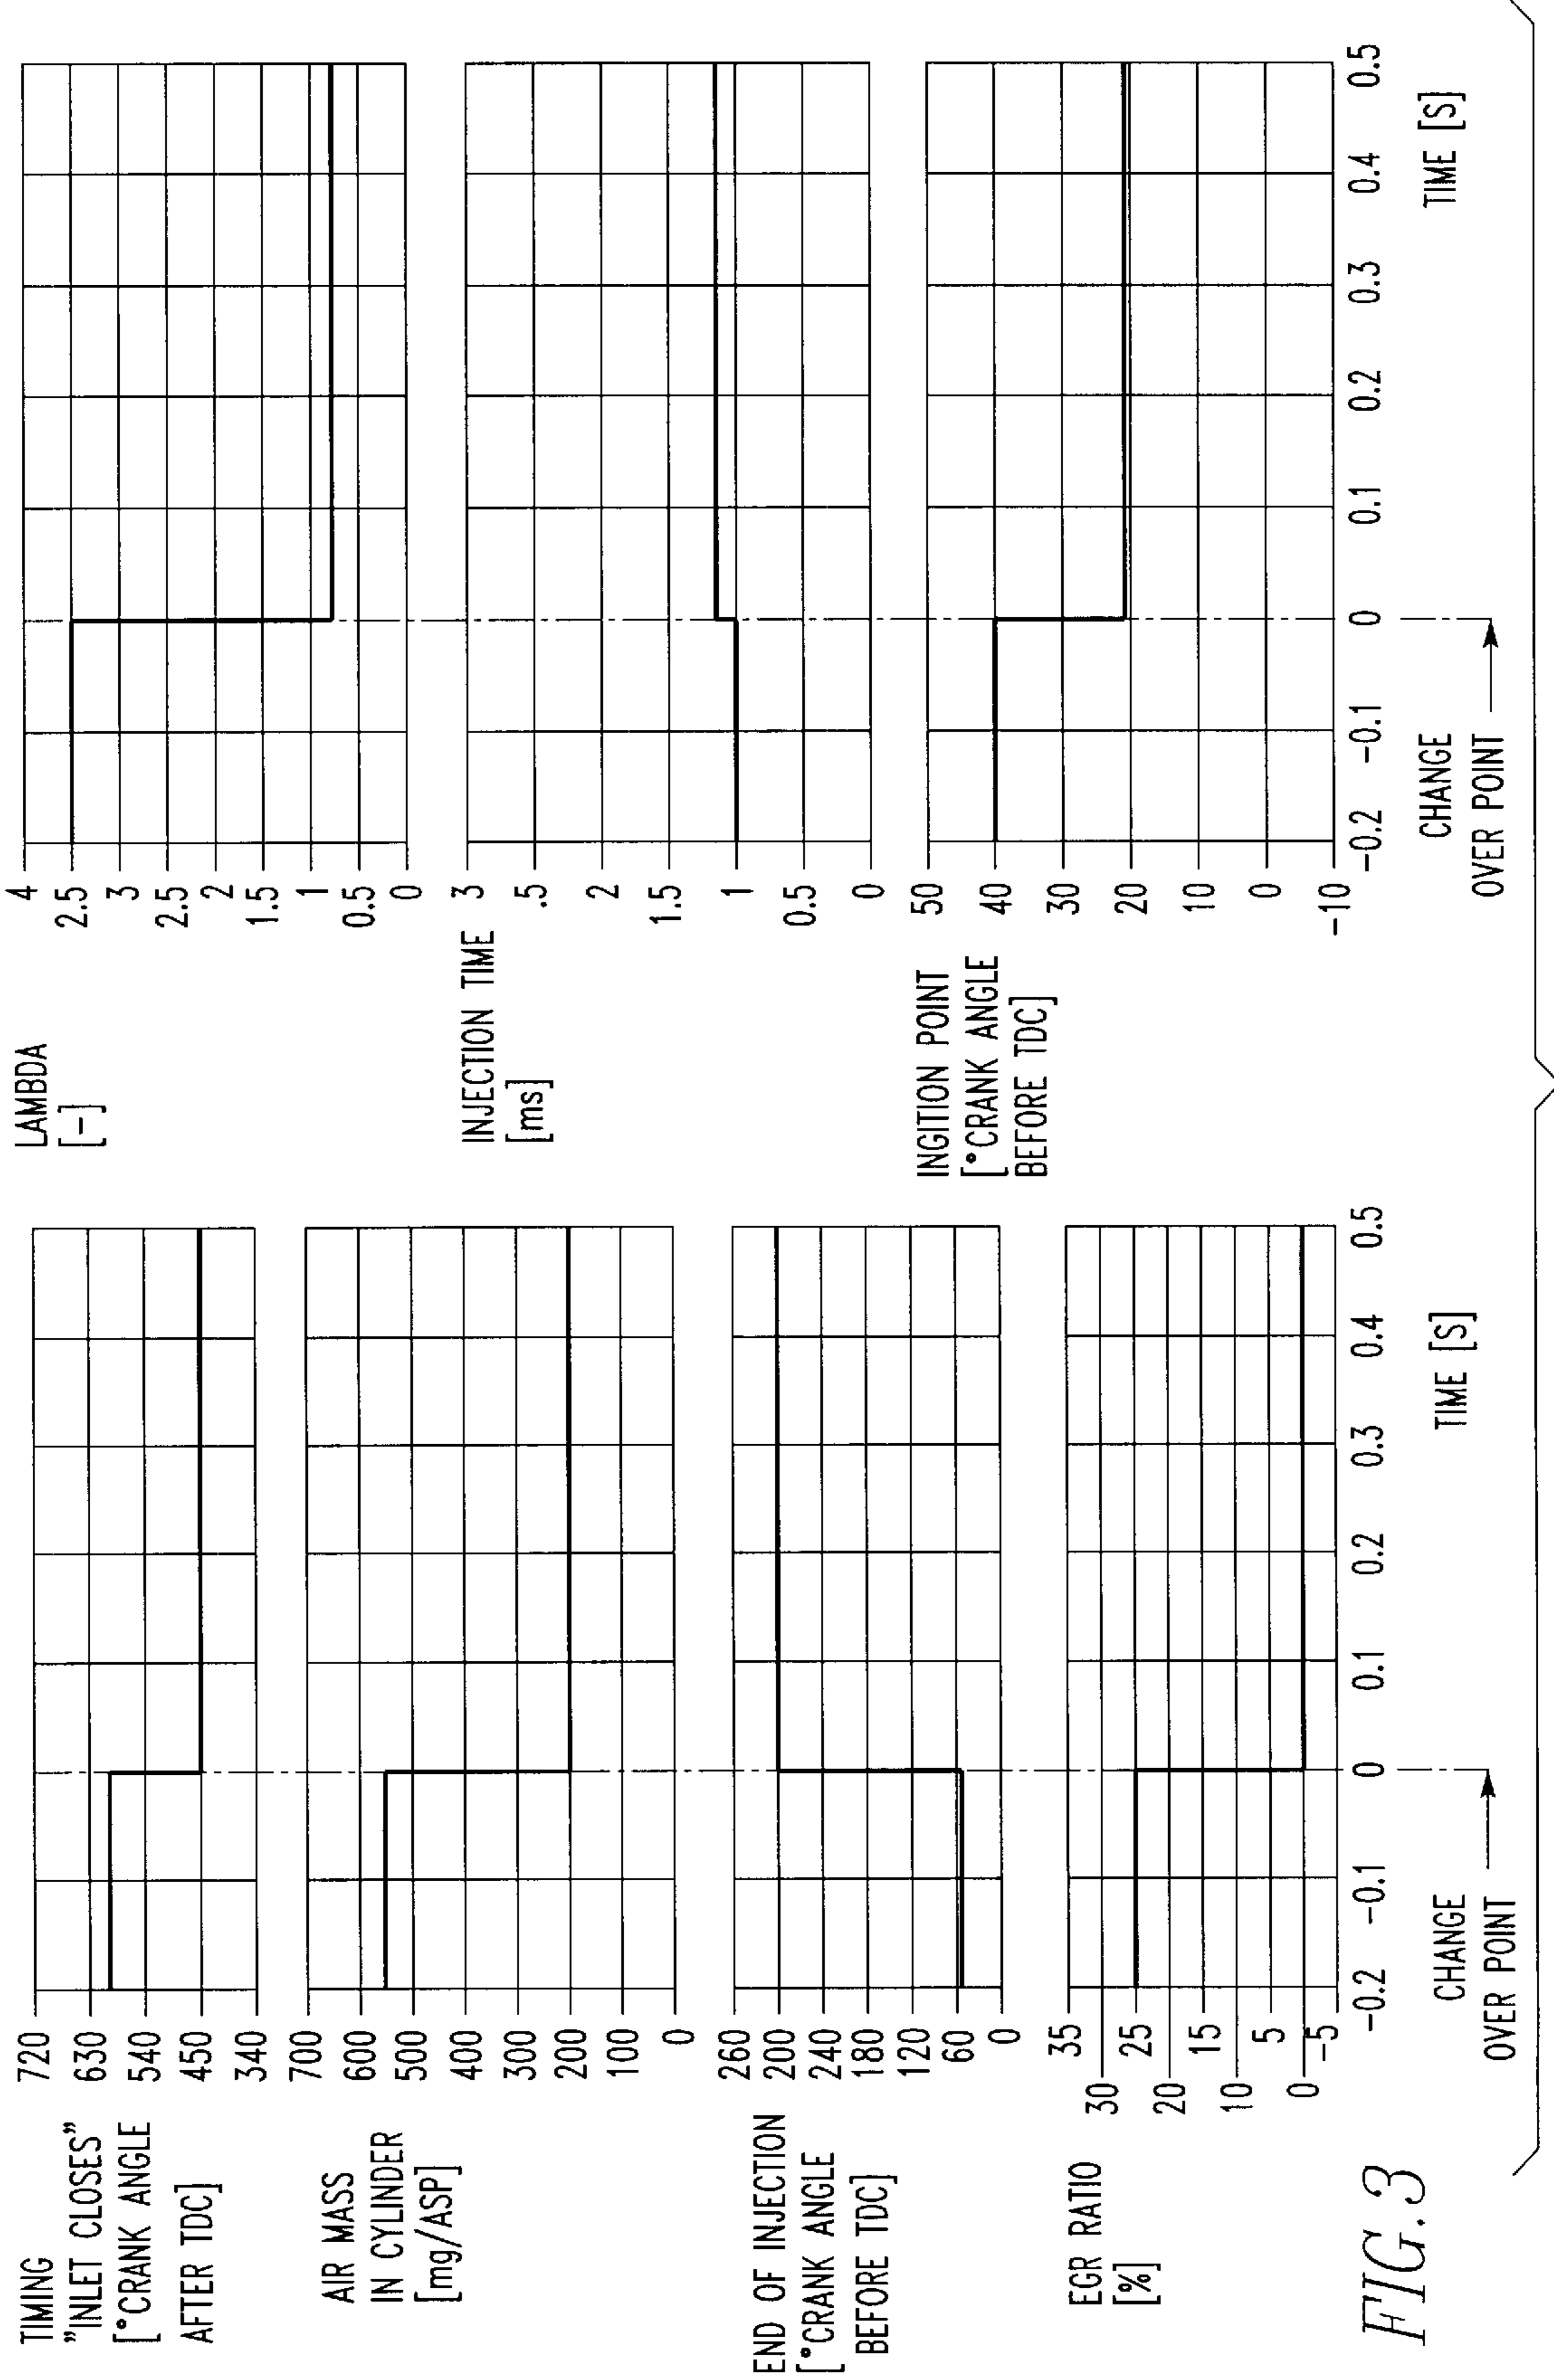 TIMING
"INLET CLOSES"
[°CRANK ANGLE
AFTER TDC]
720
630
540
450
340
AIR MASS
IN CYLINDER
[mg/ASP]
700
600
500
400
300
200
100
0
END OF INJECTION
[°CRANK ANGLE
BEFORE TDC]
260
200
240
180
120
60
0
EGR RATIO
[%]
35
30
25
20
15
10
5
0
-5
-0.2 -0.1 0 0.1 0.2 0.3 0.4 0.5
CHANGE
OVER POINT
TIME [S]
LAMBDA
[-]
4
2.5
3
2.5
2
1.5
1
0.5
0
INJECTION TIME
[ms]
3
.5
2
1.5
1
0.5
0
INGITION POINT
[°CRANK ANGLE
BEFORE TDC]
50
40
30
20
10
0
-10
-0.2 -0.1 0 0.1 0.2 0.3 0.4 0.5
CHANGE
OVER POINT
TIME [S]
FIG.3